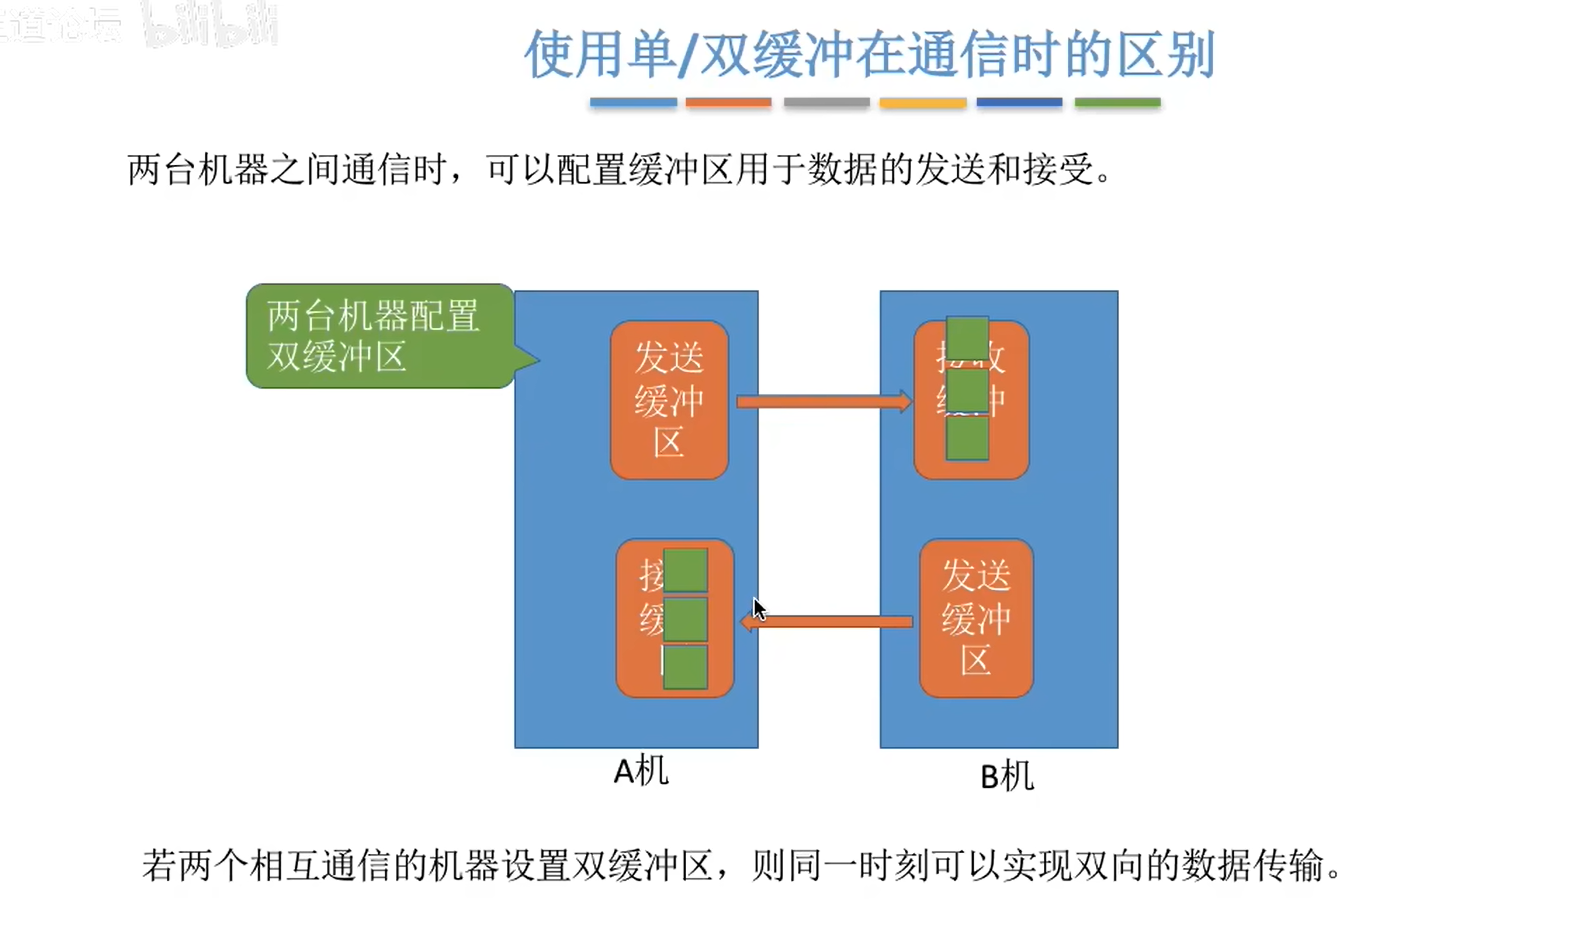 道论坛 bilibili
使用单/双缓冲在通信时的区别
两台机器之间通信时，可以配置缓冲区用于数据的发送和接受。
两台机器配置
双缓冲区
发送
缓冲
区
收
缓冲
接
缓
发送
缓冲
区
A机
B机
若两个相互通信的机器设置双缓冲区，则同一时刻可以实现双向的数据传输。